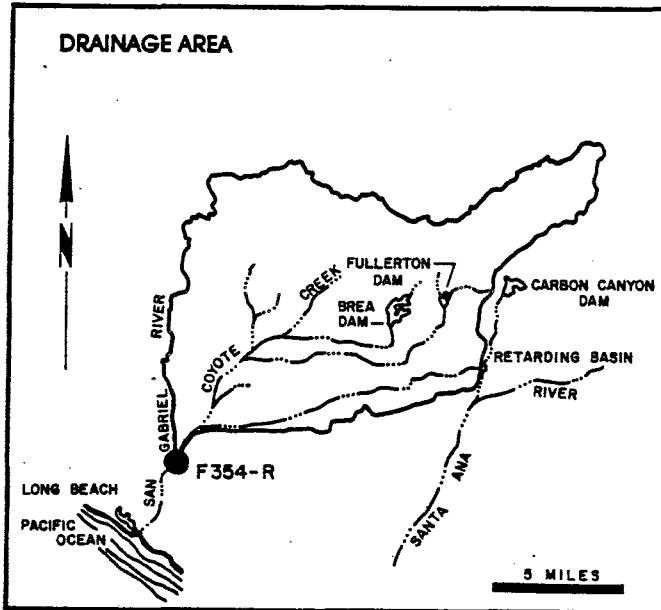 DRAINAGE AREA
N
FULLERTON
DAM
CREEK
BREA
DAM
CARBON CANYON
DAM
RIVER
COYOTE
RETARDING BASIN
RIVER
GABRIEL
F354-R
SAN
ANA
SANTA
LONG BEACH
PACIFIC
OCEAN
5 MILES